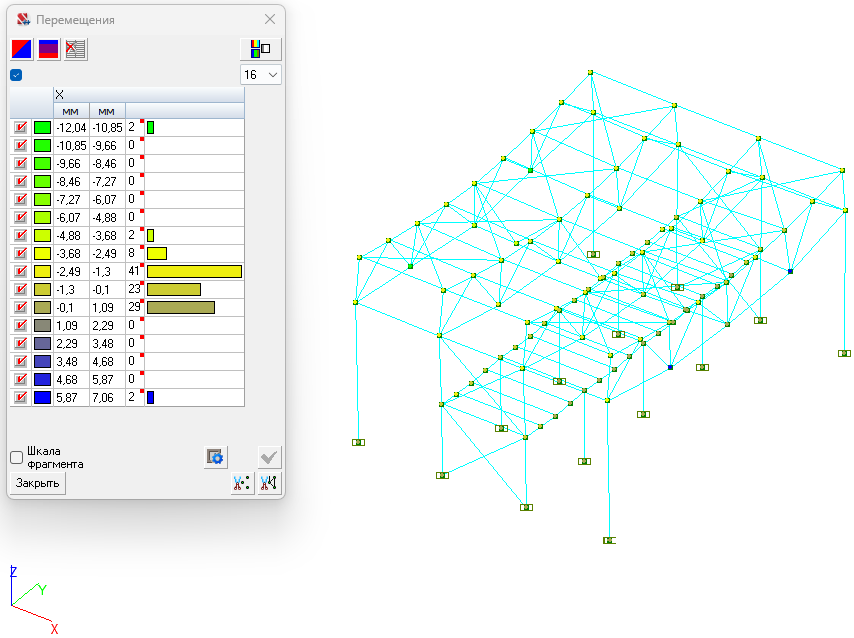 Перемещения
16
X
мм мм
-12,04 -10,85 2
-10,85 -9,66 0
-9,66 -8,46 0
-8,46 -7,27 0
-7,27 -6,07 0
-6,07 -4,88 0
-4,88 -3,68 2
-3,68 -2,49 8
-2,49 -1,3 41
-1,3 -0,1 23
-0,1 1,09 29
1,09 2,29 0
2,29 3,48 0
3,48 4,68 0
4,68 5,87 0
5,87 7,06 2
Шкала
фрагмента
Закрыть
Z
Y
X